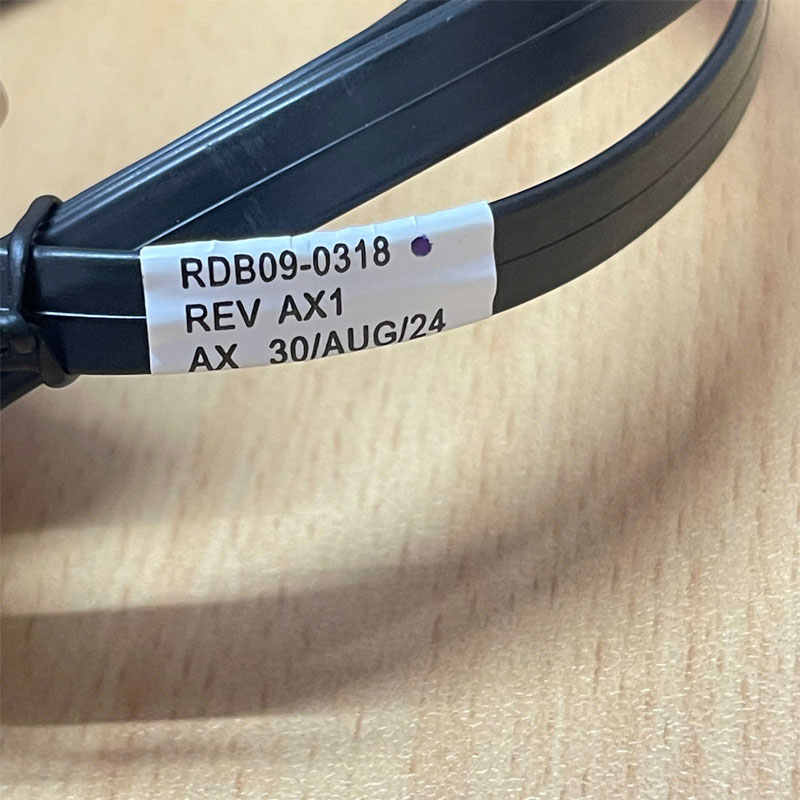 RDB09-0318
REV AX1
AX 30/AUG/24